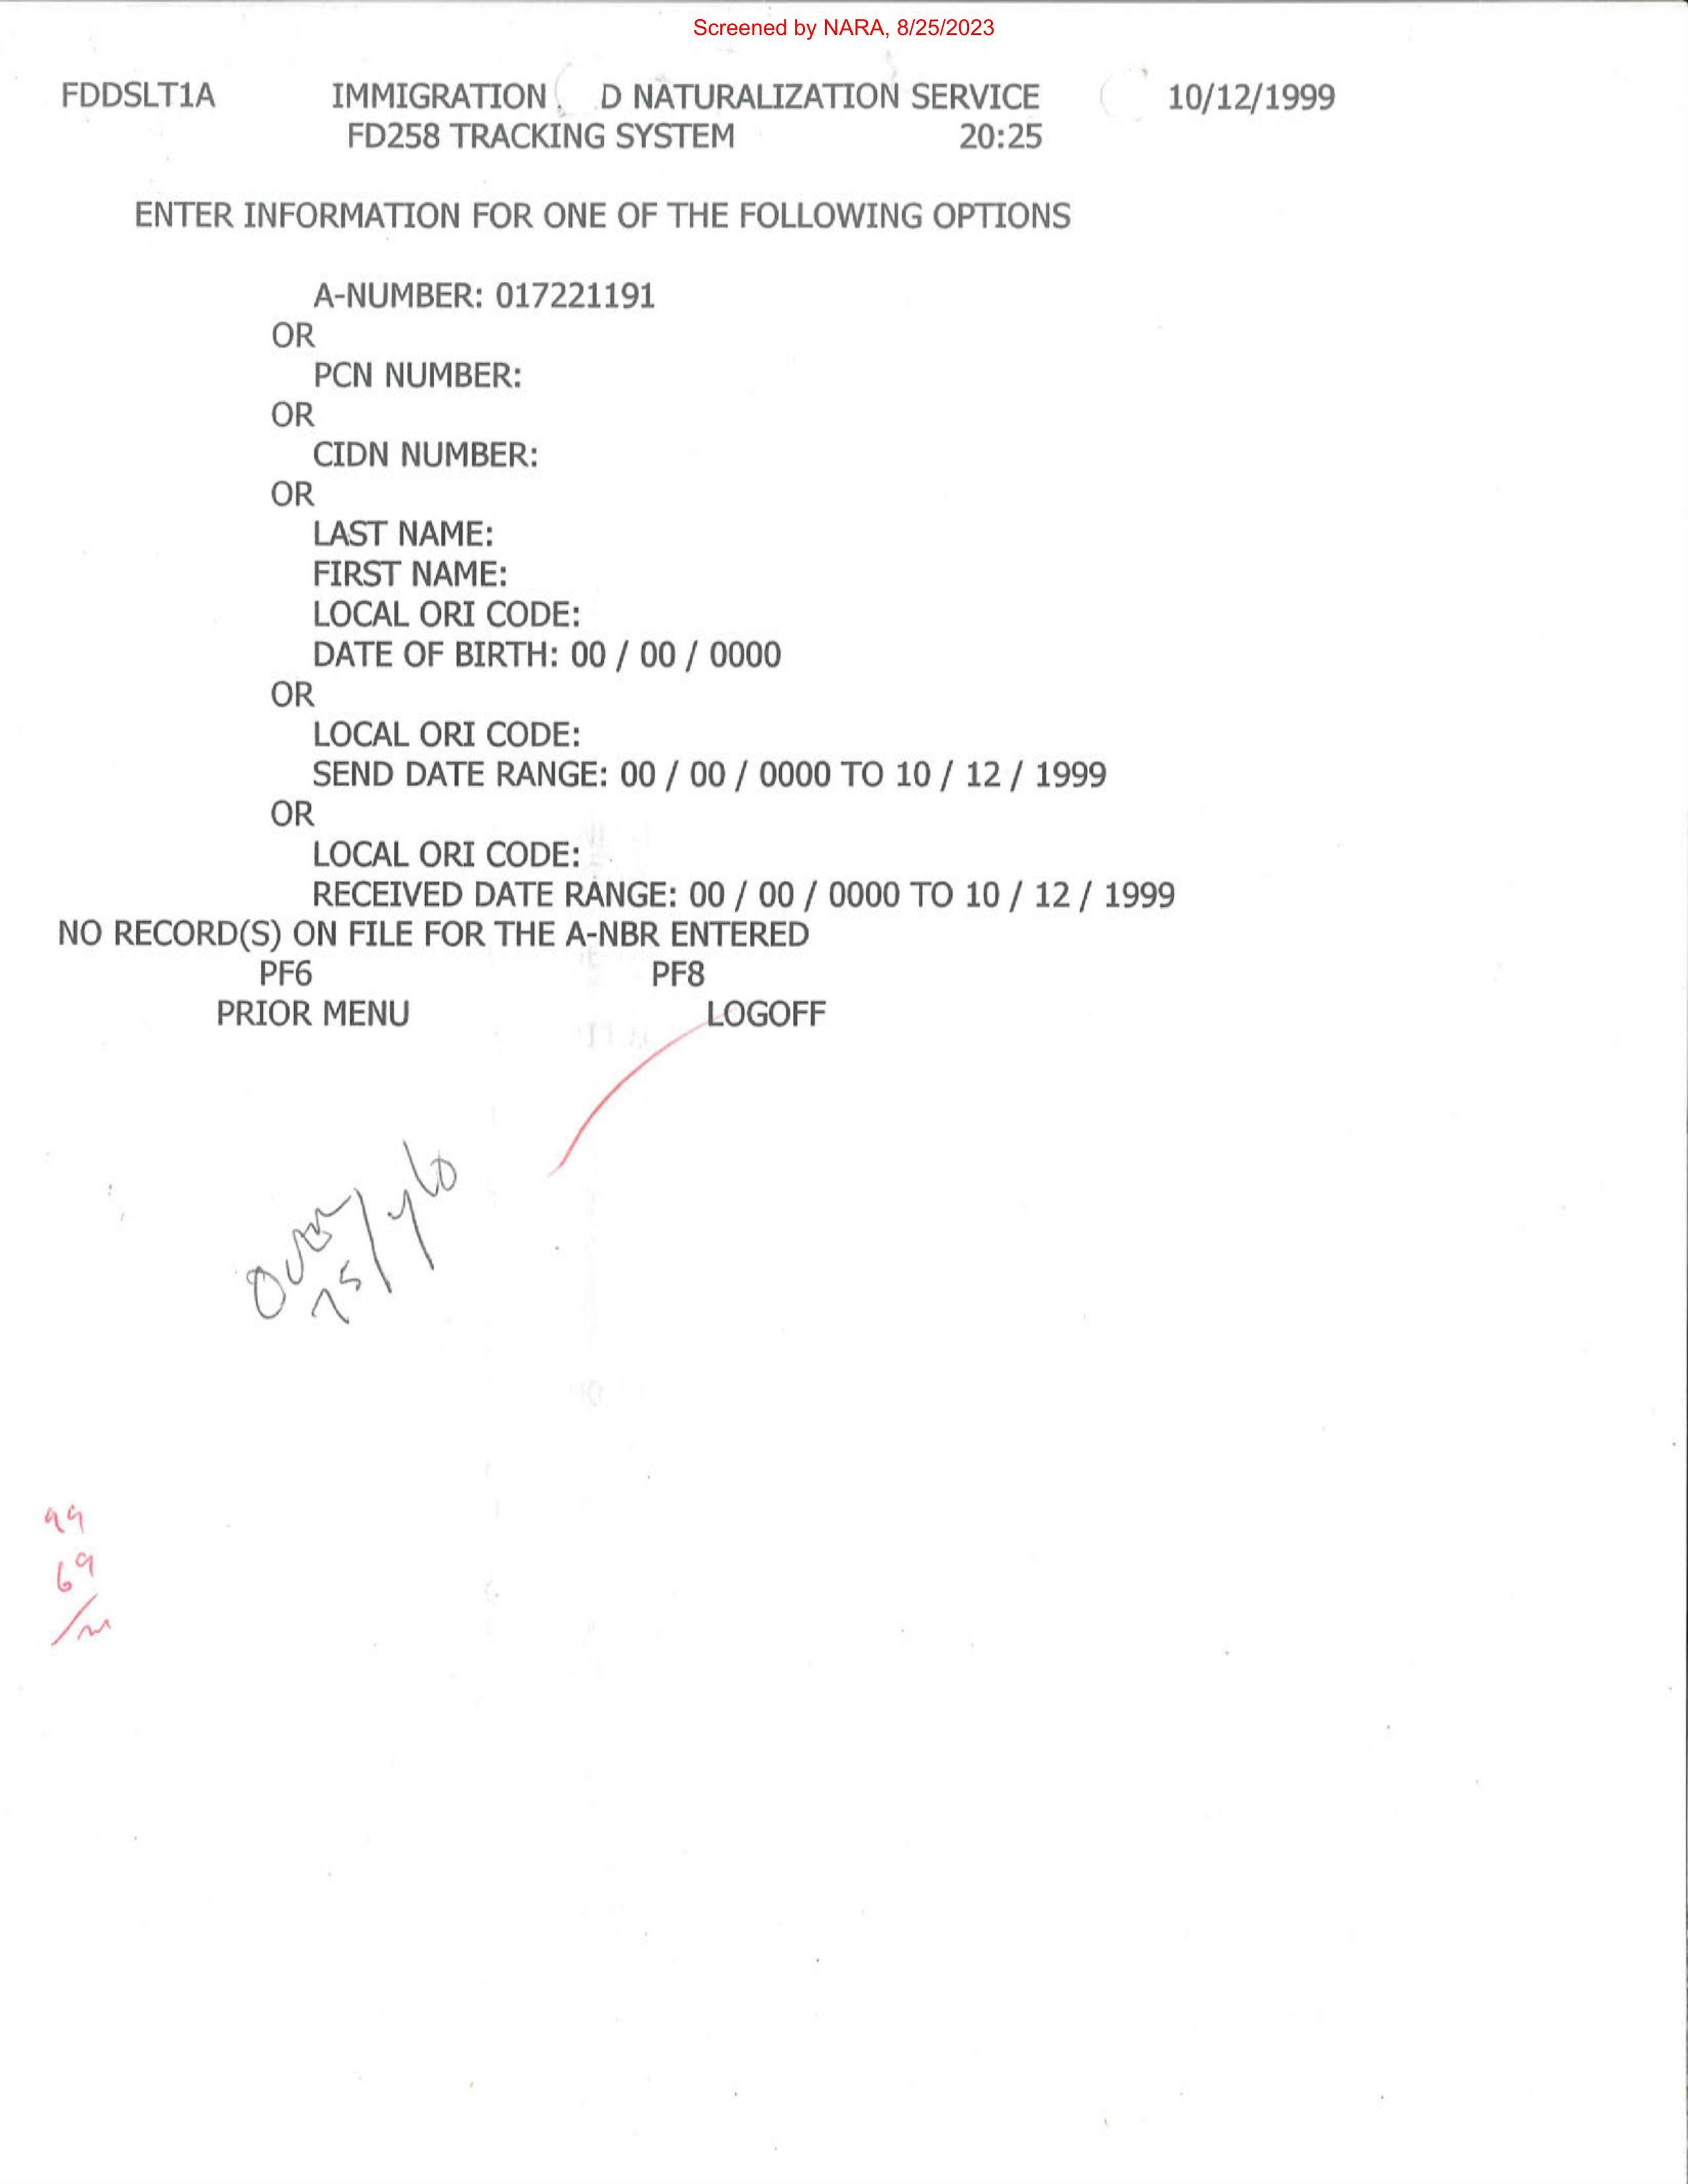 Screened by NARA, 8/25/2023
FDDSLT1A IMMIGRATION D NATURALIZATION SERVICE 10/12/1999
FD258 TRACKING SYSTEM 20:25
ENTER INFORMATION FOR ONE OF THE FOLLOWING OPTIONS
A-NUMBER: 017221191
OR
PCN NUMBER:
OR
CIDN NUMBER:
OR
LAST NAME:
FIRST NAME:
LOCAL ORI CODE:
DATE OF BIRTH: 00 / 00 / 0000
OR
LOCAL ORI CODE:
SEND DATE RANGE: 00 / 00 / 0000 TO 10 / 12 / 1999
OR
LOCAL ORI CODE:
RECEIVED DATE RANGE: 00 / 00 / 0000 TO 10 / 12 / 1999
NO RECORD(S) ON FILE FOR THE A-NBR ENTERED
PF6 PF8
PRIOR MENU LOGOFF
Over
75 y/o
99
69